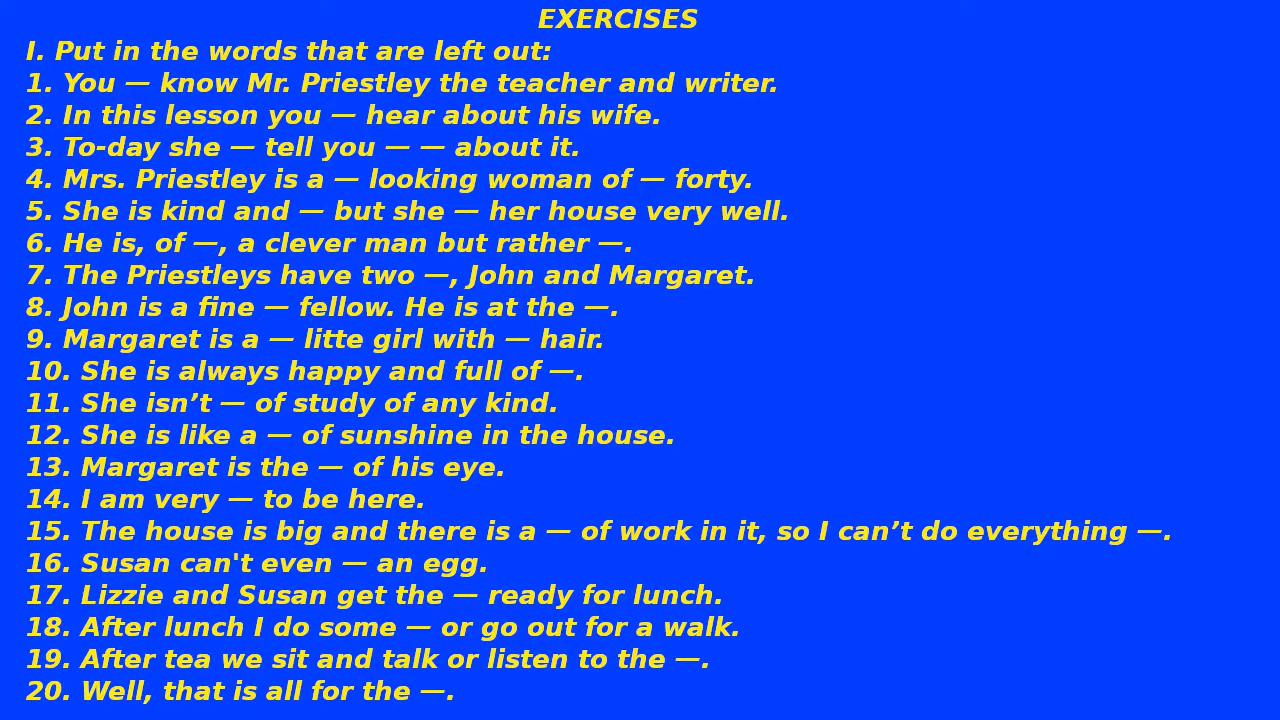 EXERCISES
I. Put in the words that are left out:
1. You — know Mr. Priestley the teacher and writer.
2. In this lesson you — hear about his wife.
3. To-day she — tell you — — about it.
4. Mrs. Priestley is a — looking woman of — forty.
5. She is kind and — but she — her house very well.
6. He is, of —, a clever man but rather —.
7. The Priestleys have two —, John and Margaret.
8. John is a fine — fellow. He is at the —.
9. Margaret is a — litte girl with — hair.
10. She is always happy and full of —.
11. She isn’t — of study of any kind.
12. She is like a — of sunshine in the house.
13. Margaret is the — of his eye.
14. I am very — to be here.
15. The house is big and there is a — of work in it, so I can’t do everything —.
16. Susan can't even — an egg.
17. Lizzie and Susan get the — ready for lunch.
18. After lunch I do some — or go out for a walk.
19. After tea we sit and talk or listen to the —.
20. Well, that is all for the —.